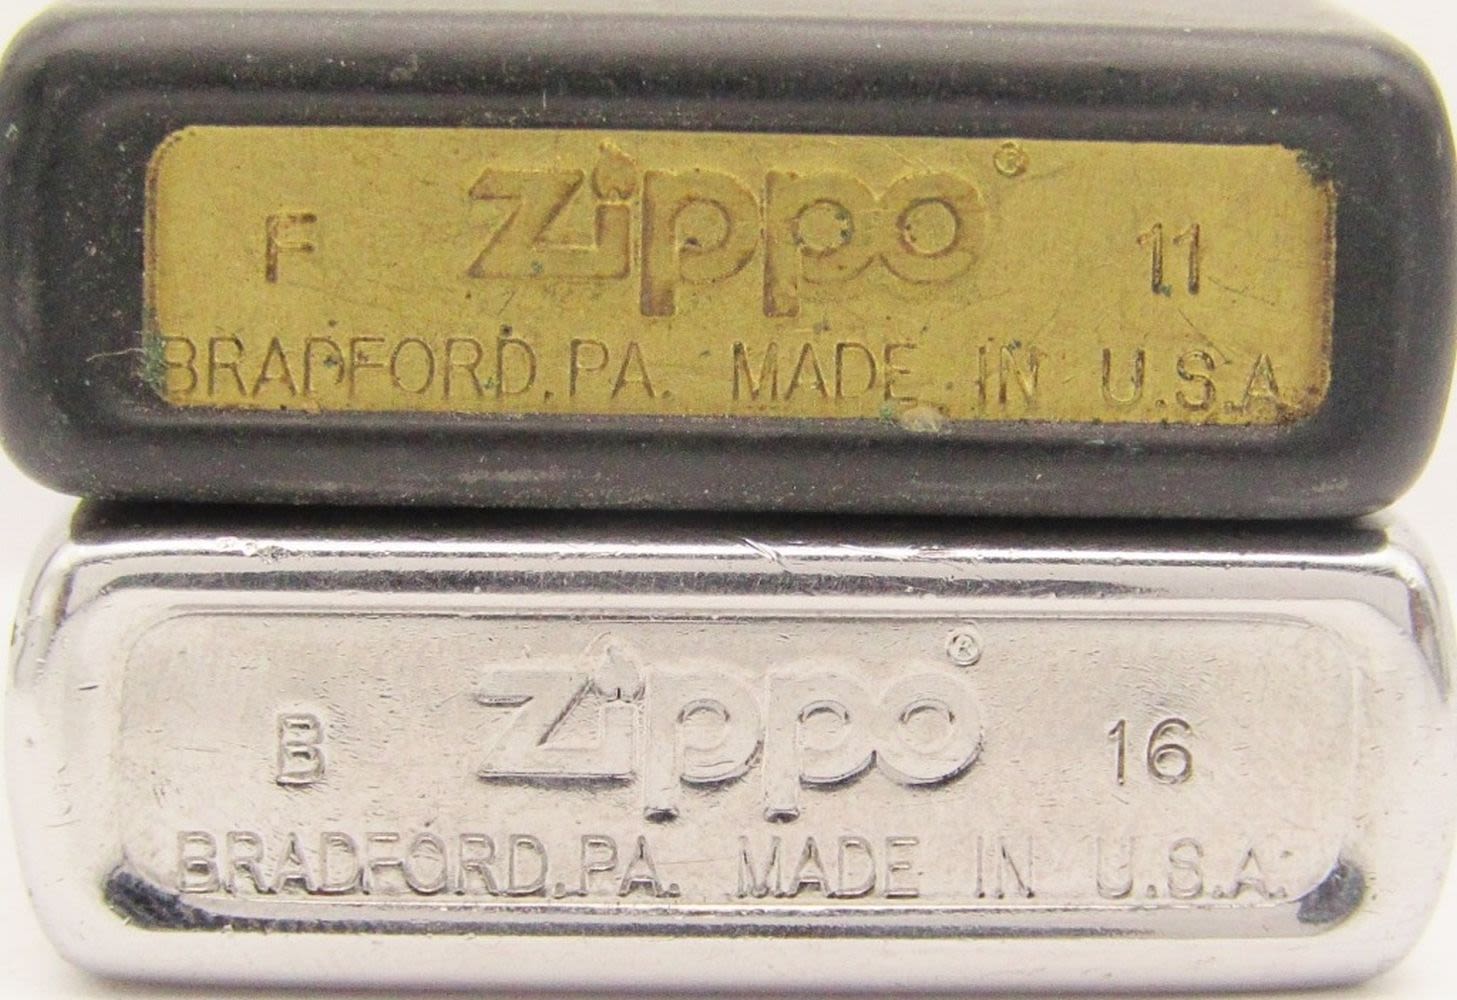 F Zippo® 11
BRADFORD, PA. MADE IN U.S.A
B Zippo® 16
BRADFORD, PA. MADE IN U.S.A.